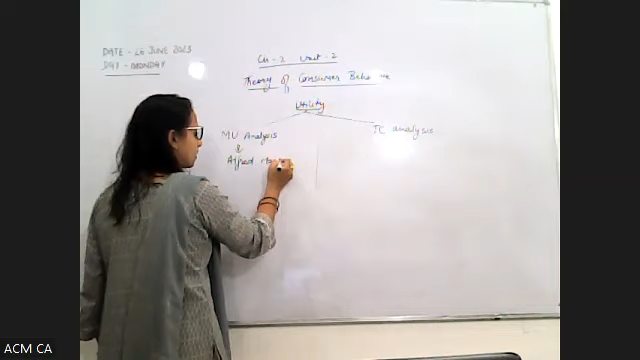 DATE - 26 JUNE 2023
DAY - MONDAY
Ch-2 Unit-2
Theory of Consumer Beha
Utility
MU Analysis
IC analysis
&
ACM CA